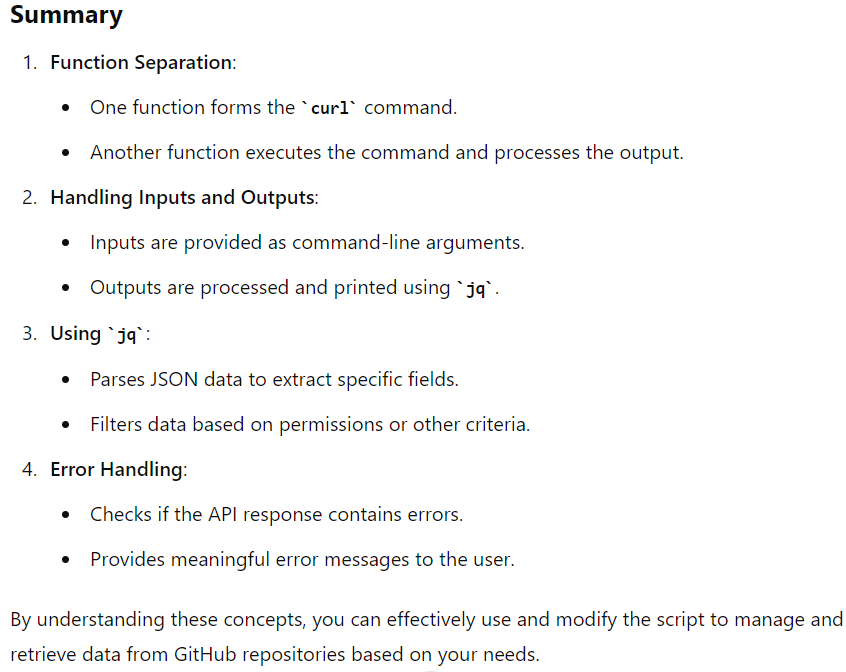 Summary
1. Function Separation:
• One function forms the `curl` command.
• Another function executes the command and processes the output.
2. Handling Inputs and Outputs:
• Inputs are provided as command-line arguments.
• Outputs are processed and printed using `jq`.
3. Using `jq`:
• Parses JSON data to extract specific fields.
• Filters data based on permissions or other criteria.
4. Error Handling:
• Checks if the API response contains errors.
• Provides meaningful error messages to the user.
By understanding these concepts, you can effectively use and modify the script to manage and
retrieve data from GitHub repositories based on your needs.